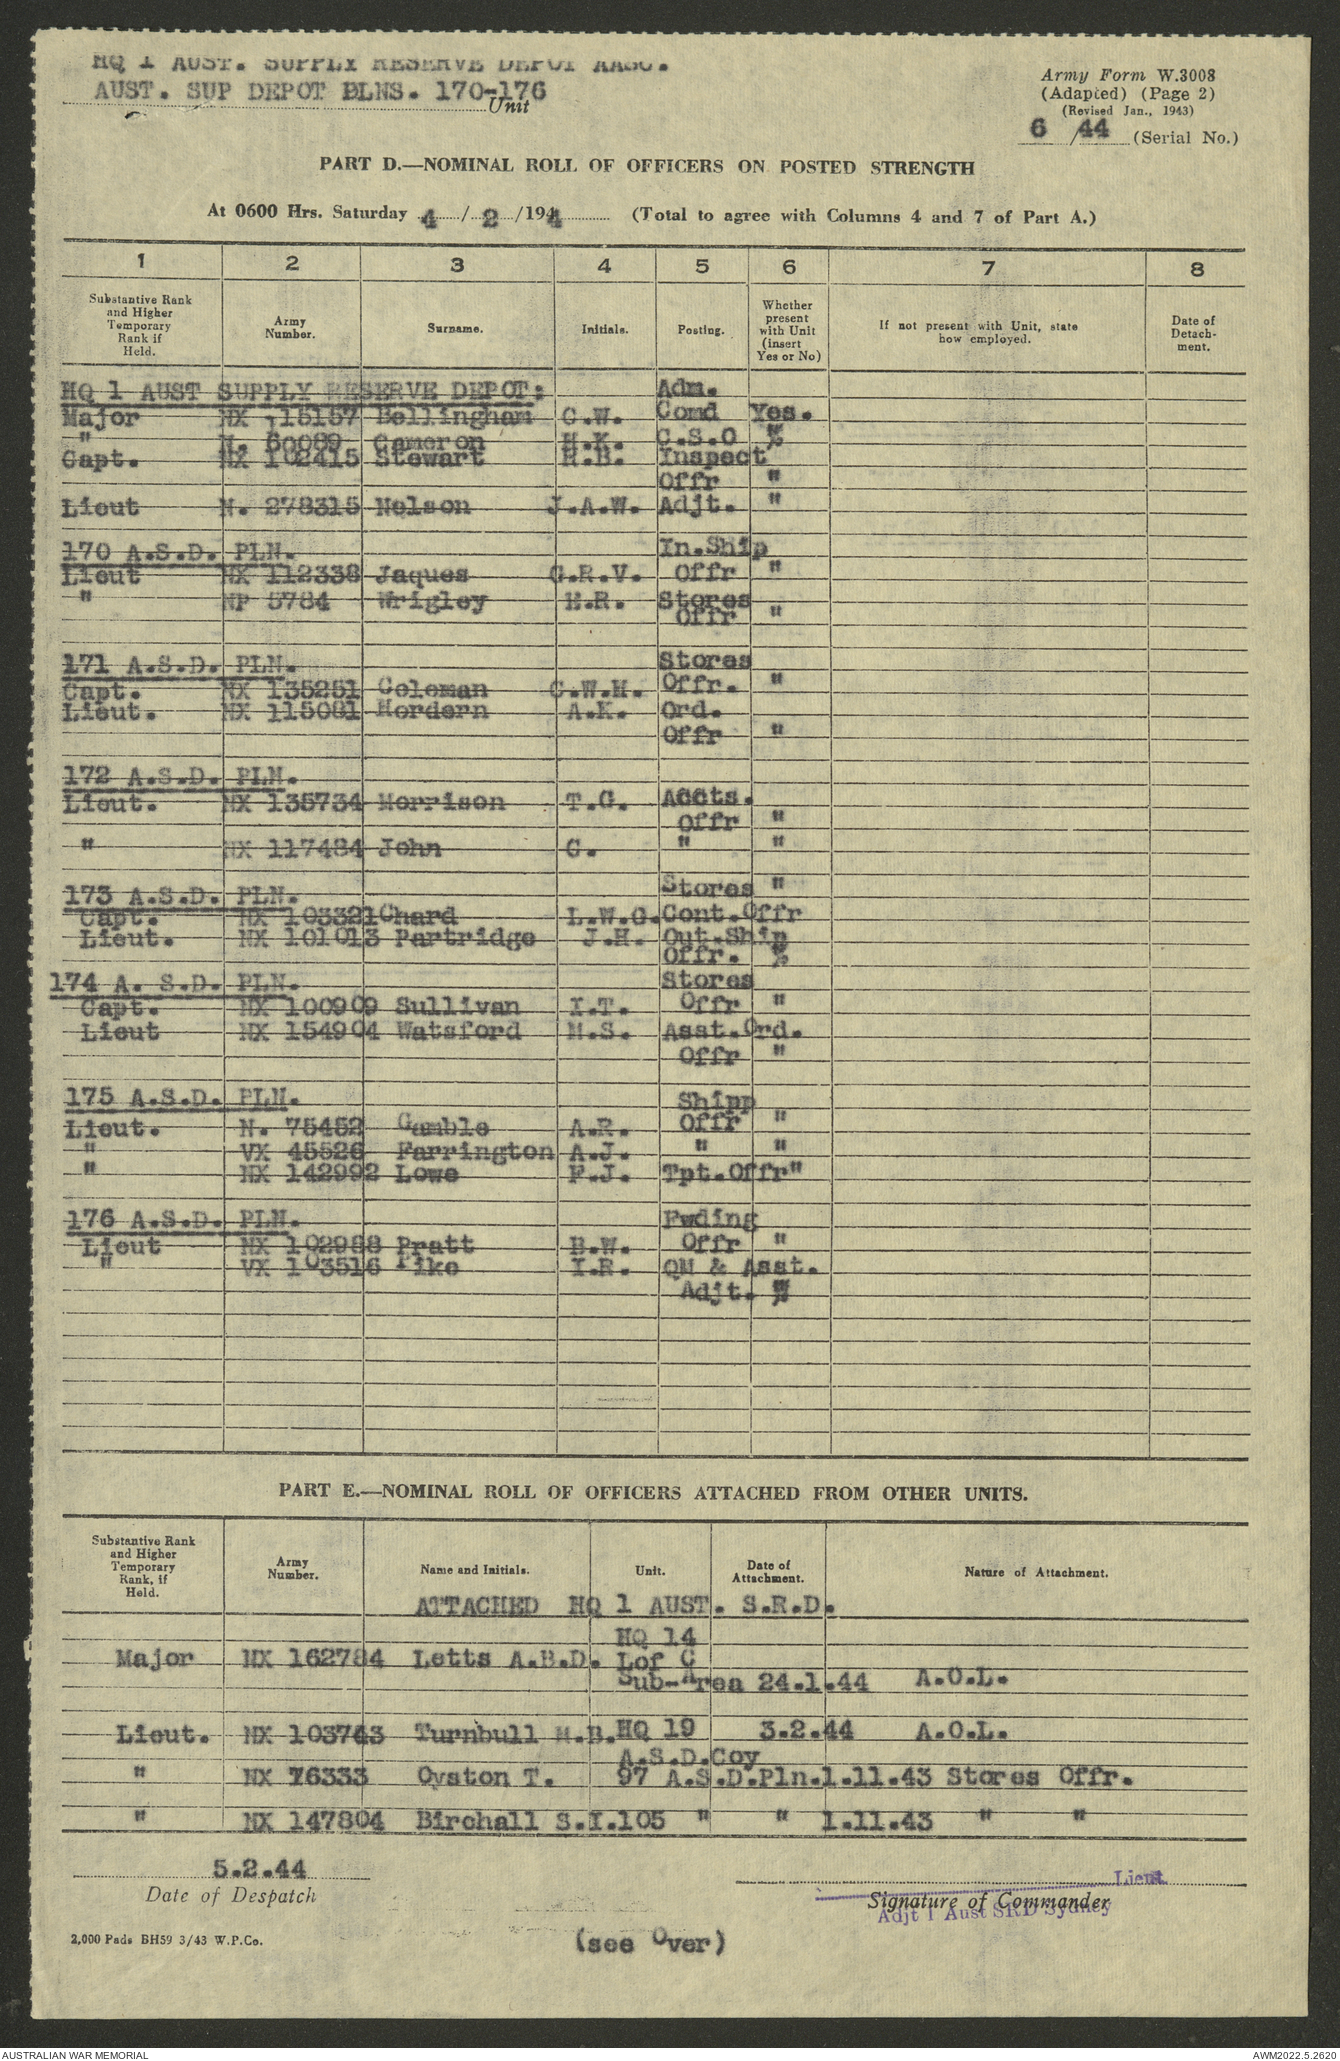 HQ 1 AUST. SUPPLY RESERVE DEPOT AASC.
AUST. SUP DEPOT BLNS. 170-176
Unit
Army Form W.3008
(Adapted) (Page 2)
(Revised Jan., 1943)
6 /44 (Serial No.)
PART D.—NOMINAL ROLL OF OFFICERS ON POSTED STRENGTH
At 0600 Hrs. Saturday 4 / 2 /1944 (Total to agree with Columns 4 and 7 of Part A.)
1 2 3 4 5 6 7 8
Substantive Rank and Higher Temporary Rank if Held. Army Number. Surname. Initials. Posting. Whether present with Unit (insert Yes or No) If not present with Unit, state how employed. Date of Detach- ment.
HQ 1 AUST SUPPLY RESERVE DEPOT: Adm.
Major NX 115157 Bellingham C.W. Comd Yes.
" N. 60089 Cameron H.K. C.S.O "
Capt. NX 102415 Stewart R.B. Inspect
Offr "
Lieut N. 278315 Nelson J.A.W. Adjt. "
170 A.S.D. PLN. In.Ship
Lieut NX 112338 Jaques G.R.V. Offr "
" NP 5784 Wrigley H.R. Stores
Offr "
171 A.S.D. PLN. Stores
Capt. NX 135251 Coleman C.W.H. Offr. "
Lieut. NX 115081 Hordern A.K. Ord.
Offr "
172 A.S.D. PLN.
Lieut. NX 135734 Morrison T.G. Accts.
Offr "
" NX 117484 John G. " "
173 A.S.D. PLN. Stores "
Capt. NX 103321 Chard L.W.G. Cont.Offr
Lieut. NX 101013 Partridge J.H. Out.Ship
Offr. "
174 A. S.D. PLN. Stores
Capt. NX 100909 Sullivan I.T. Offr "
Lieut NX 154904 Watsford M.S. Asst.Ord.
Offr "
175 A.S.D. PLN. Shipp
Lieut. N. 75452 Gamble A.R. Offr "
" VX 45526 Farrington A.J. " "
" NX 142992 Lowe F.J. Tpt.Offr"
176 A.S.D. PLN. Fwding
Lieut NX 102988 Pratt B.W. Offr "
" VX 103516 Pike I.R. QM & Asst.
Adjt. "
PART E.—NOMINAL ROLL OF OFFICERS ATTACHED FROM OTHER UNITS.
Substantive Rank and Higher Temporary Rank, if Held. Army Number. Name and Initials. Unit. Date of Attachment. Nature of Attachment.
ATTACHED HQ 1 AUST. S.R.D.
HQ 14
Major NX 162784 Letts A.B.D. Lof C
Sub-Area 24.1.44 A.O.L.
Lieut. NX 103743 Turnbull M.B. HQ 19 3.2.44 A.O.L.
A.S.D.Coy
" NX 76333 Oyston T. 97 A.S.D.Pln.1.11.43 Stores Offr.
" NX 147804 Birchall S.I. 105 " " 1.11.43 " "
5.2.44
Date of Despatch
Lieut
Signature of Commander
Adjt 1 Aust SRD Sydney
2,000 Pads BH59 3/43 W.P.Co.
(see Over)
AUSTRALIAN WAR MEMORIAL
AWM2022.5.2620